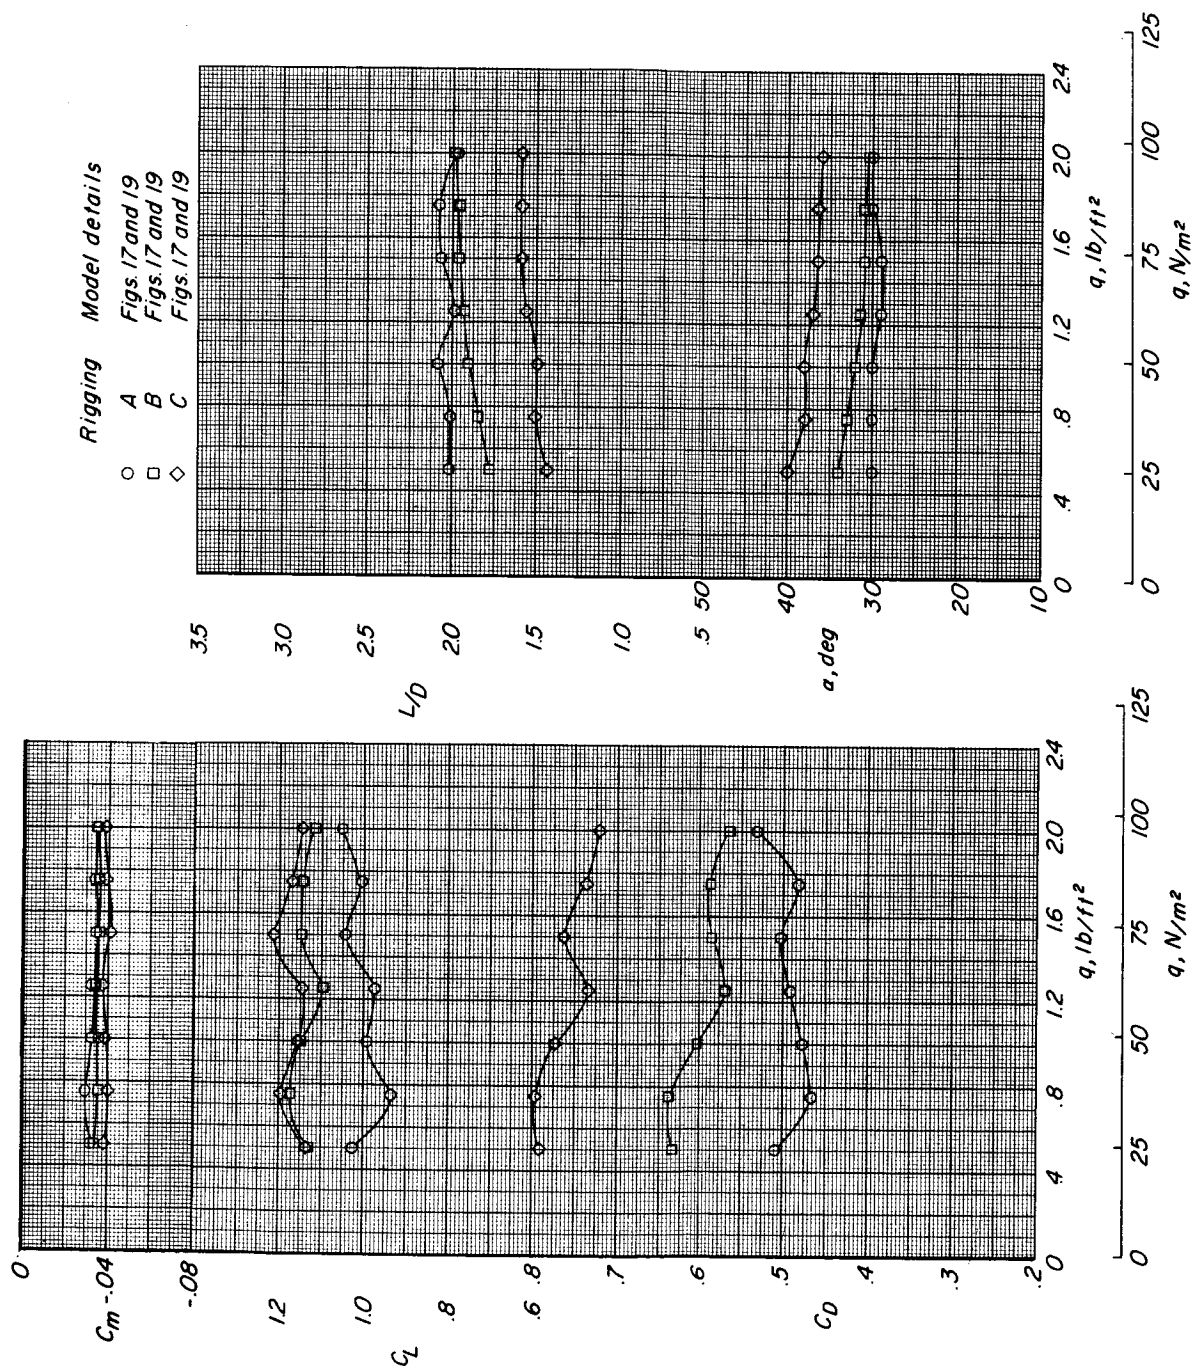 Rigging Model details
A Figs. 17 and 19
B Figs. 17 and 19
C Figs. 17 and 19
0
Cm -.04
-.08
1.2
CL 1.0
.8
.6
.8
.7
.6
CD .5
.4
.3
.2
0 .4 .8 1.2 1.6 2.0 2.4
q, lb/ft²
0 25 50 75 100 125
q, N/m²
3.5
3.0
2.5
L/D 2.0
1.5
1.0
.5
50
α, deg 40
30
20
10
0 .4 .8 1.2 1.6 2.0 2.4
q, lb/ft²
0 25 50 75 100 125
q, N/m²